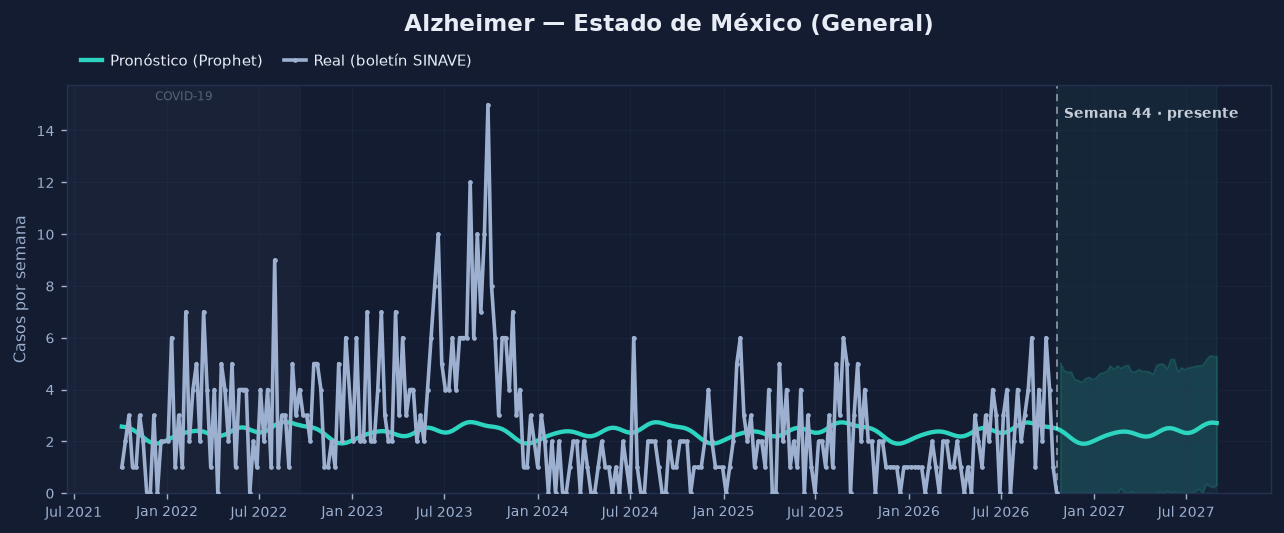 Alzheimer — Estado de México (General)
Pronóstico (Prophet)
Real (boletín SINAVE)
COVID-19
Semana 44 · presente
Casos por semana
14
12
10
8
6
4
2
0
Jul 2021
Jan 2022
Jul 2022
Jan 2023
Jul 2023
Jan 2024
Jul 2024
Jan 2025
Jul 2025
Jan 2026
Jul 2026
Jan 2027
Jul 2027